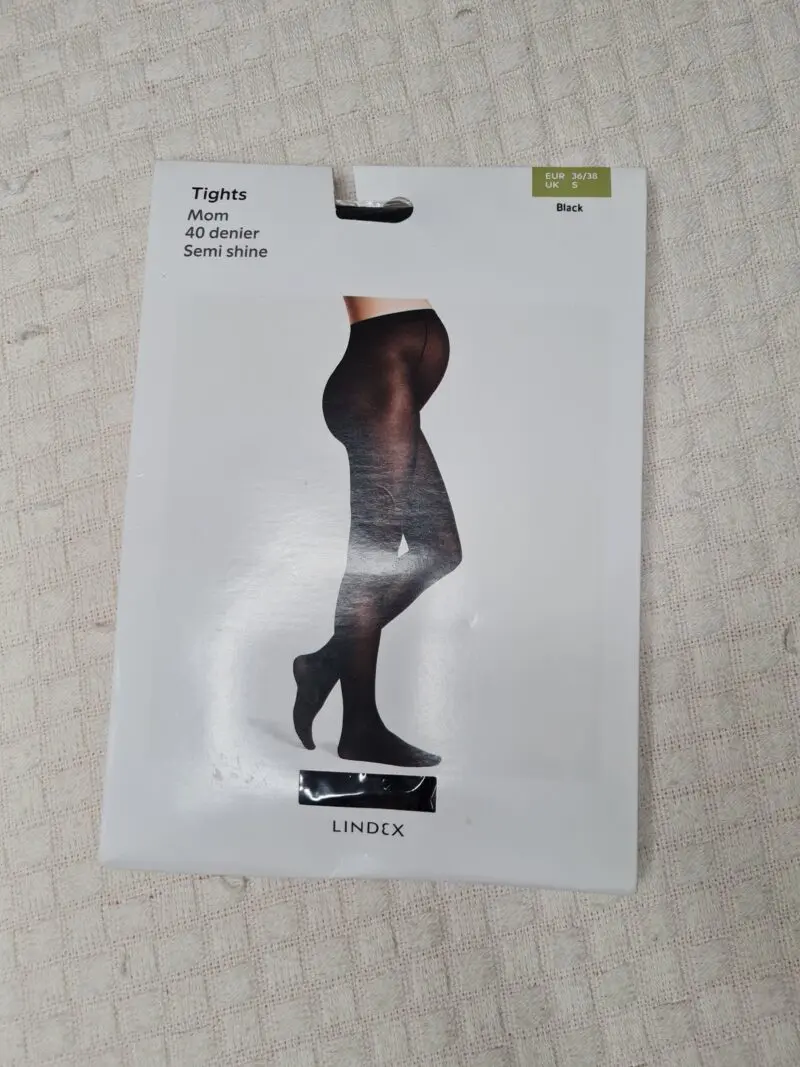 Tights
Mom
40 denier
Semi shine
EUR 36/38
UK S
Black
LINDEX